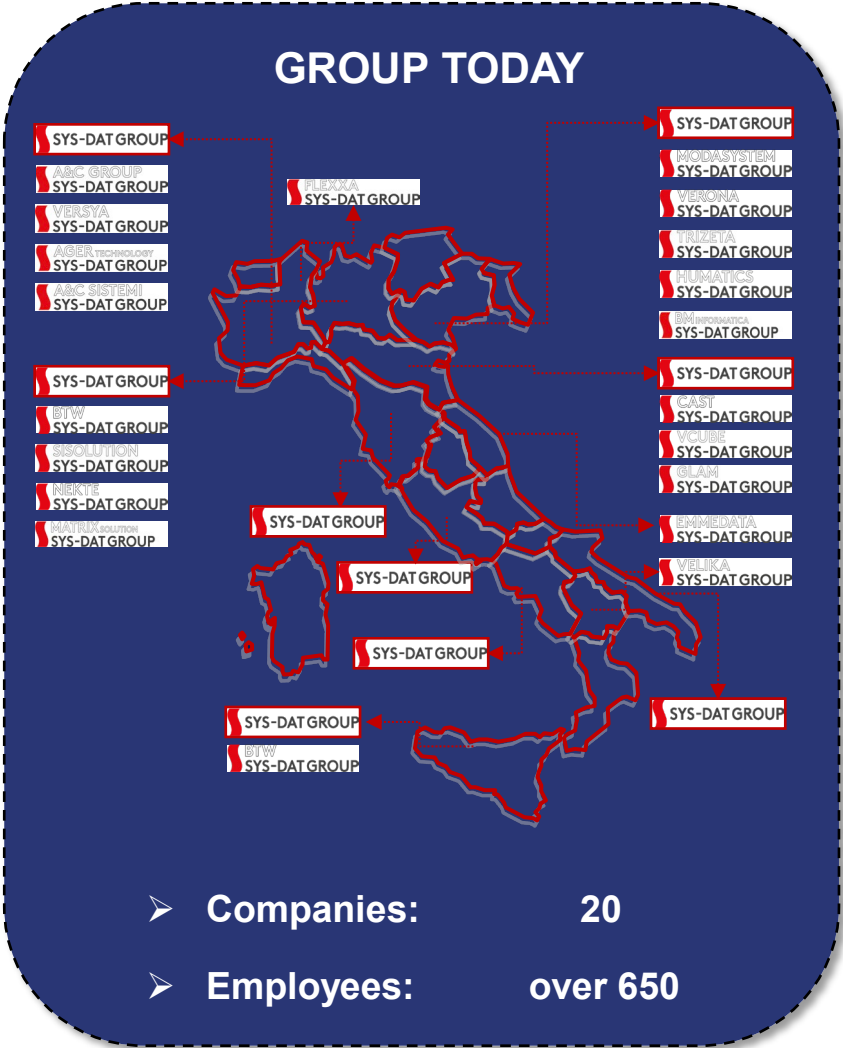 GROUP TODAY
SYS-DAT GROUP
A&C GROUP
SYS-DAT GROUP
VERSYA
SYS-DAT GROUP
AGER TECHNOLOGY
SYS-DAT GROUP
A&C SISTEMI
SYS-DAT GROUP
FLEXXA
SYS-DAT GROUP
SYS-DAT GROUP
MODASYSTEM
SYS-DAT GROUP
VERONA
SYS-DAT GROUP
TRIZETA
SYS-DAT GROUP
HUMATICS
SYS-DAT GROUP
BM INFORMATICA
SYS-DAT GROUP
SYS-DAT GROUP
BTW
SYS-DAT GROUP
SISOLUTION
SYS-DAT GROUP
NEKTE
SYS-DAT GROUP
MATRIX SOLUTION
SYS-DAT GROUP
SYS-DAT GROUP
CAST
SYS-DAT GROUP
VCUBE
SYS-DAT GROUP
GLAM
SYS-DAT GROUP
EMMEDATA
SYS-DAT GROUP
VELIKA
SYS-DAT GROUP
SYS-DAT GROUP
SYS-DAT GROUP
SYS-DAT GROUP
SYS-DAT GROUP
SYS-DAT GROUP
BTW
SYS-DAT GROUP
➢ Companies: 20
➢ Employees: over 650